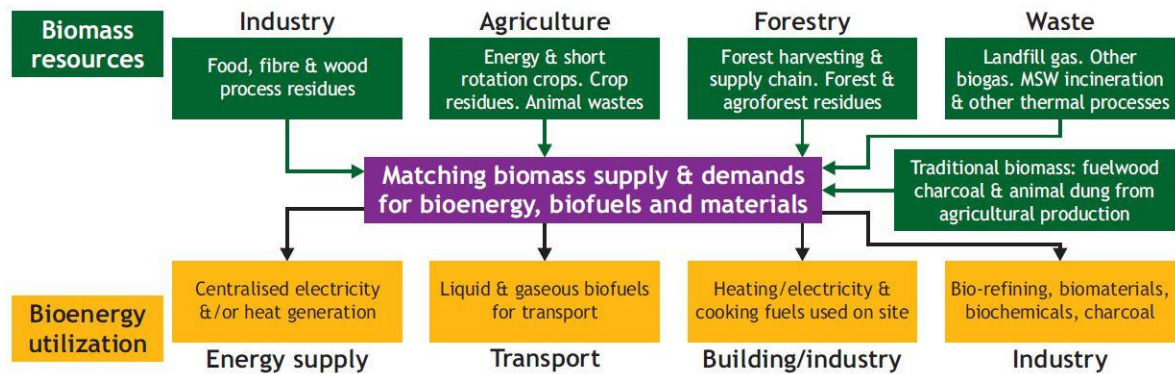 Biomass
resources
Industry
Food, fibre & wood
process residues
Agriculture
Energy & short
rotation crops. Crop
residues. Animal wastes
Forestry
Forest harvesting &
supply chain. Forest &
agroforest residues
Waste
Landfill gas. Other
biogas. MSW incineration
& other thermal processes
Matching biomass supply & demands
for bioenergy, biofuels and materials
Traditional biomass: fuelwood
charcoal & animal dung from
agricultural production
Bioenergy
utilization
Centralised electricity
&/or heat generation
Energy supply
Liquid & gaseous biofuels
for transport
Transport
Heating/electricity &
cooking fuels used on site
Building/industry
Bio-refining, biomaterials,
biochemicals, charcoal
Industry